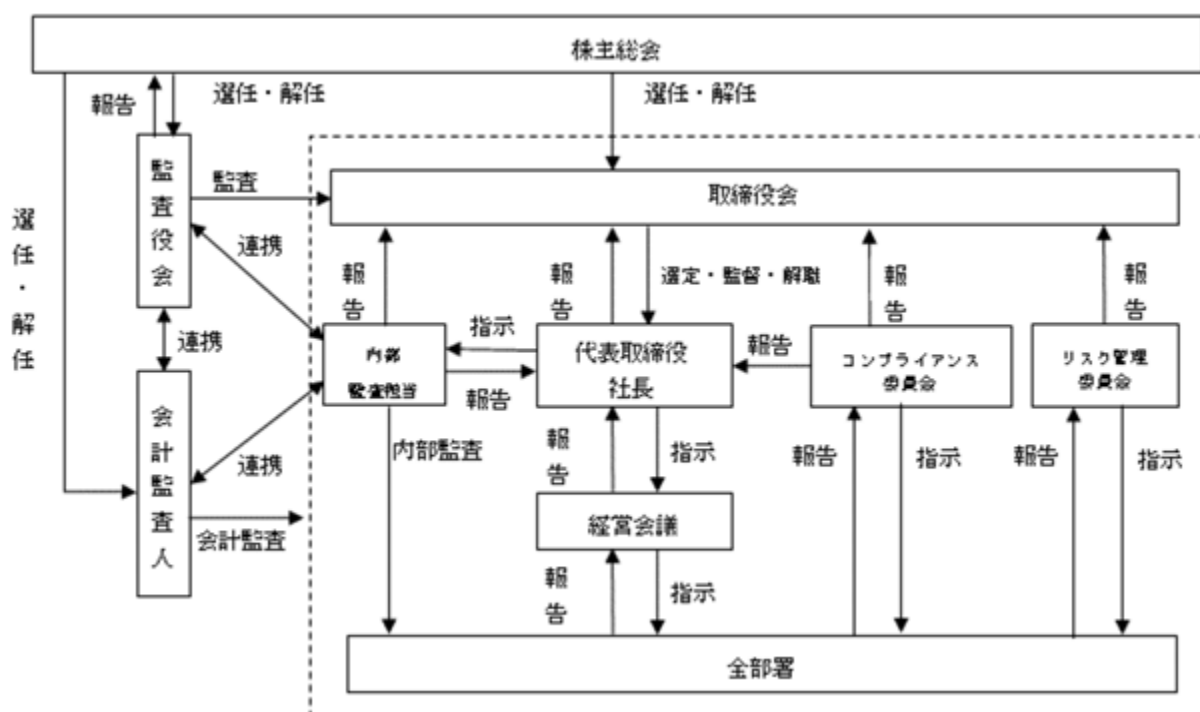 株主総会
報告
選任・解任
選任・解任
選任・解任
監査役会
監査
取締役会
連携
報告
報告
選定・監督・解職
報告
報告
連携
指示
内部
監査担当
代表取締役
社長
報告
コンプライアンス
委員会
リスク管理
委員会
報告
会計監査人
連携
内部監査
報告
指示
報告
指示
報告
指示
会計監査
経営会議
報告
指示
全部署